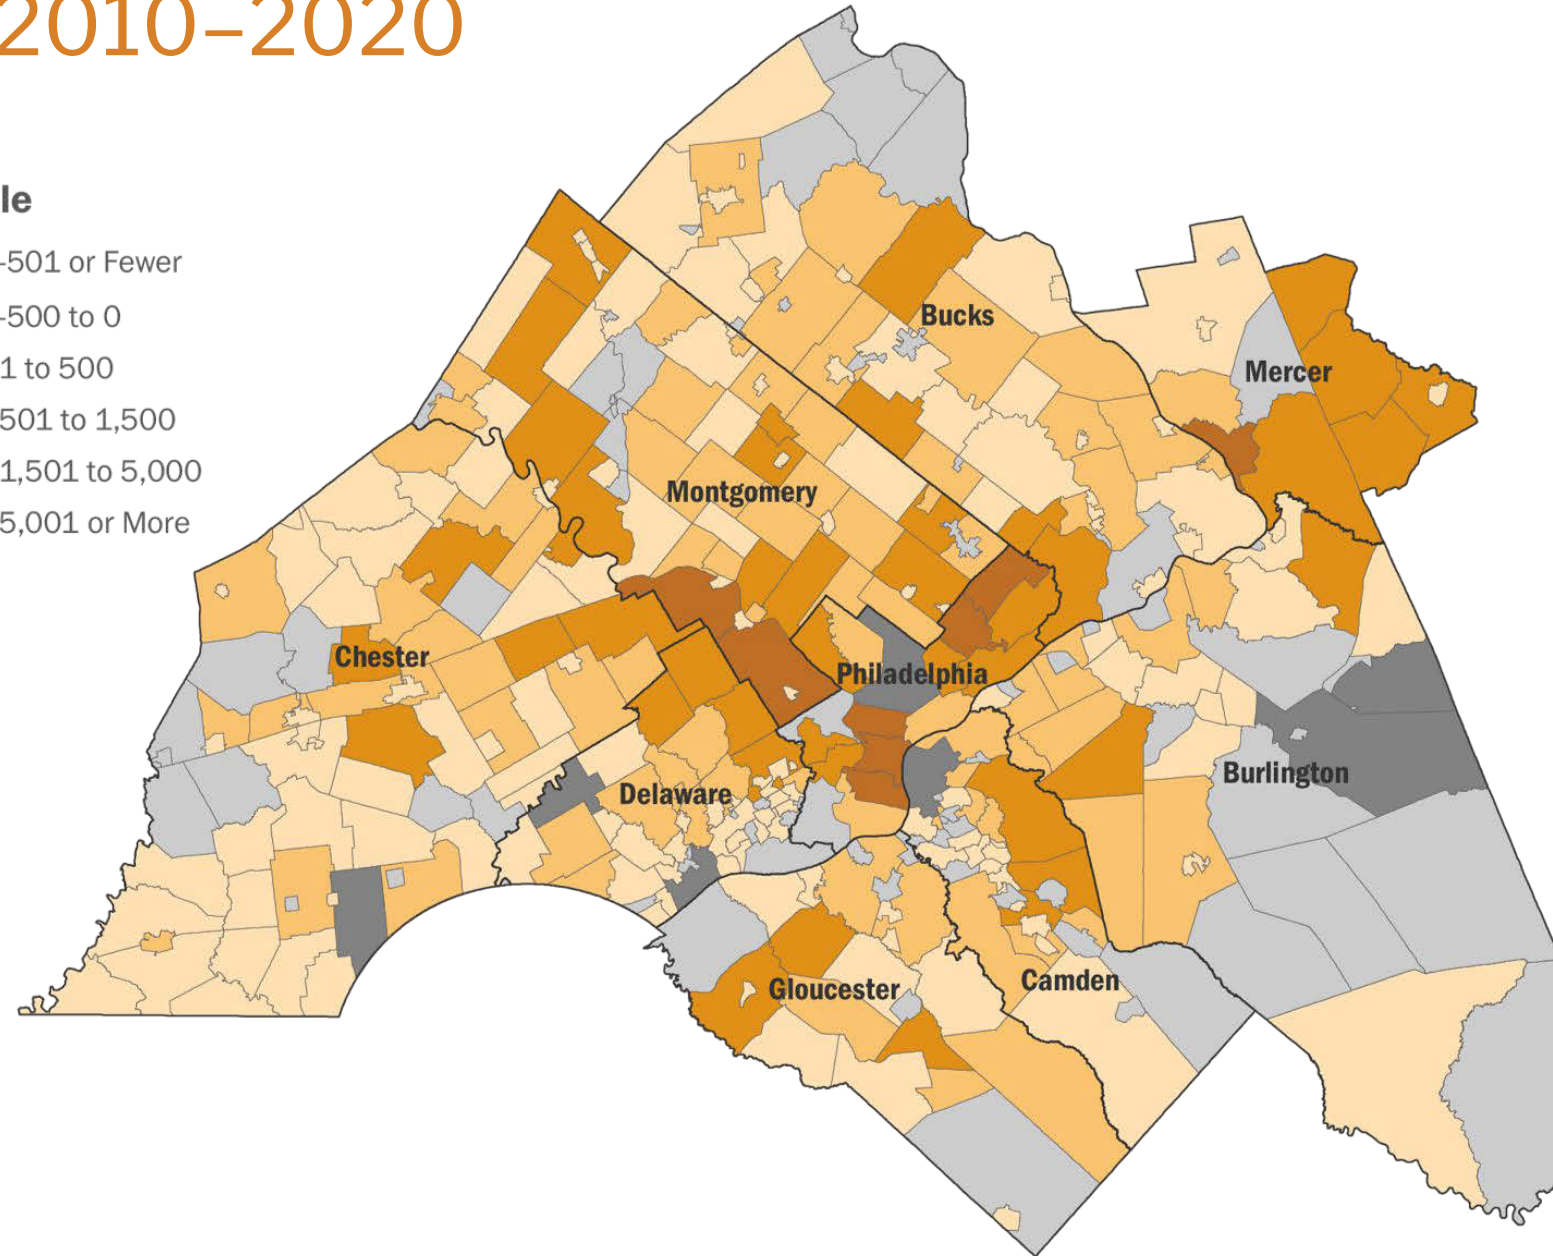 2010–2020
le
-501 or Fewer
-500 to 0
1 to 500
501 to 1,500
1,501 to 5,000
5,001 or More
Bucks
Mercer
Montgomery
Chester
Philadelphia
Delaware
Burlington
Gloucester
Camden